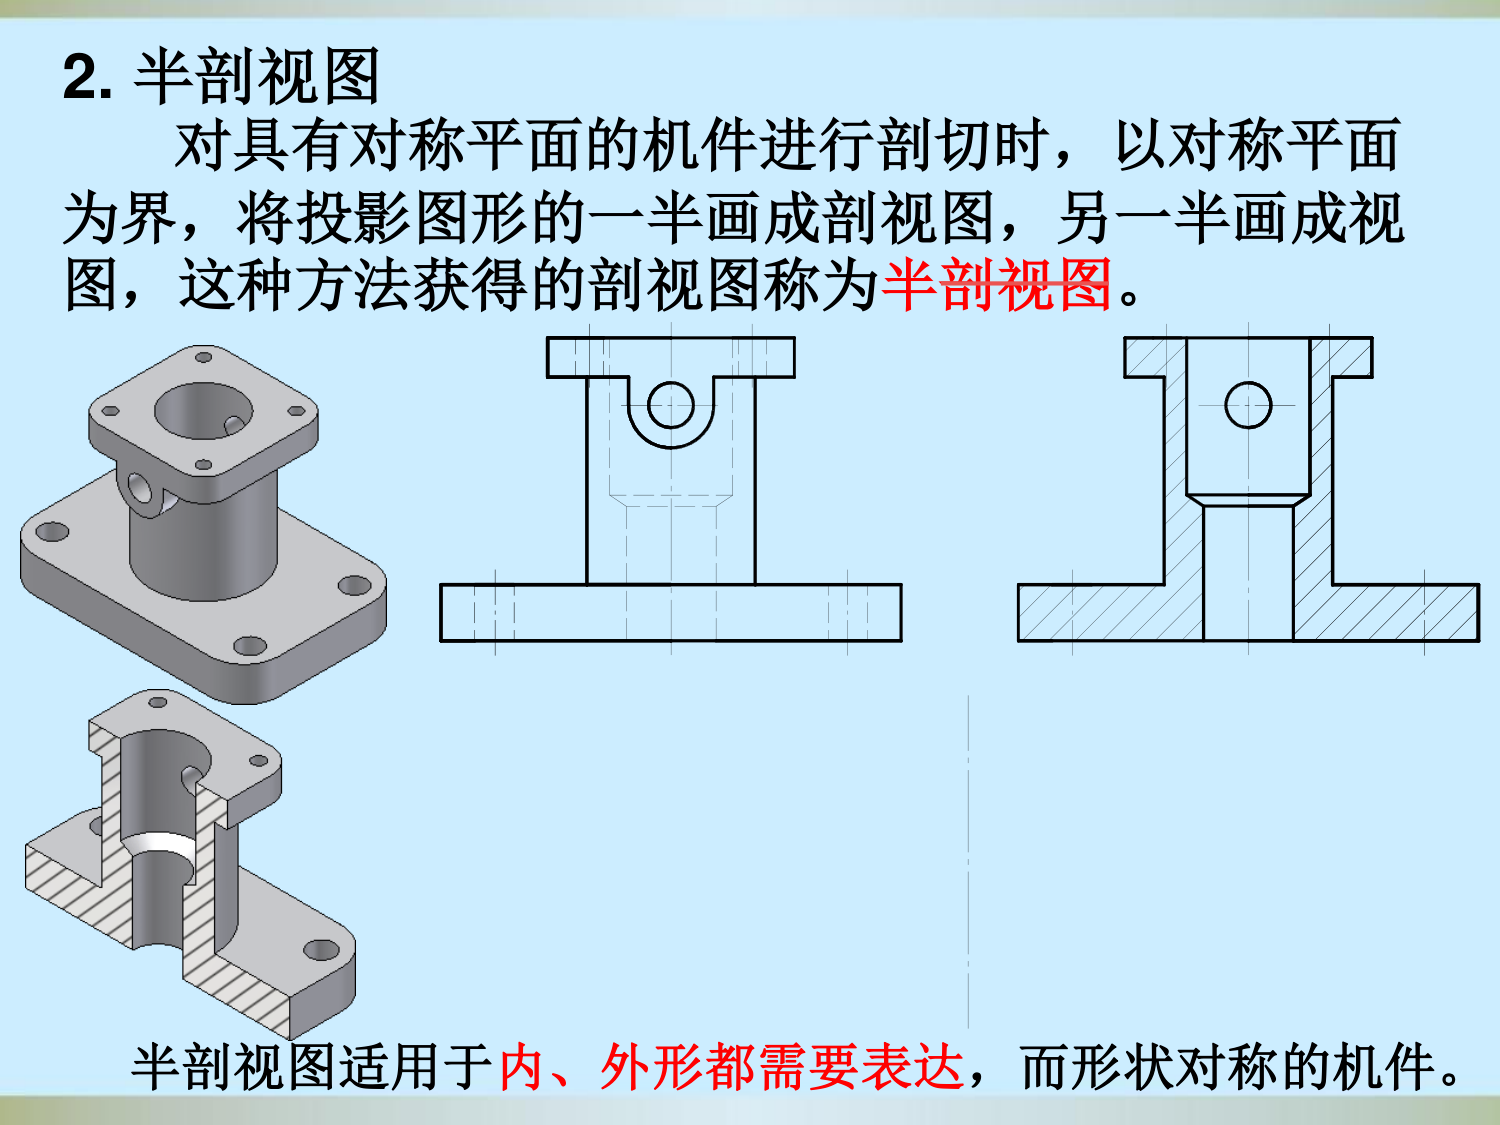 2. 半剖视图
对具有对称平面的机件进行剖切时，以对称平面
为界，将投影图形的一半画成剖视图，另一半画成视
图，这种方法获得的剖视图称为半剖视图。
半剖视图适用于内、外形都需要表达，而形状对称的机件。